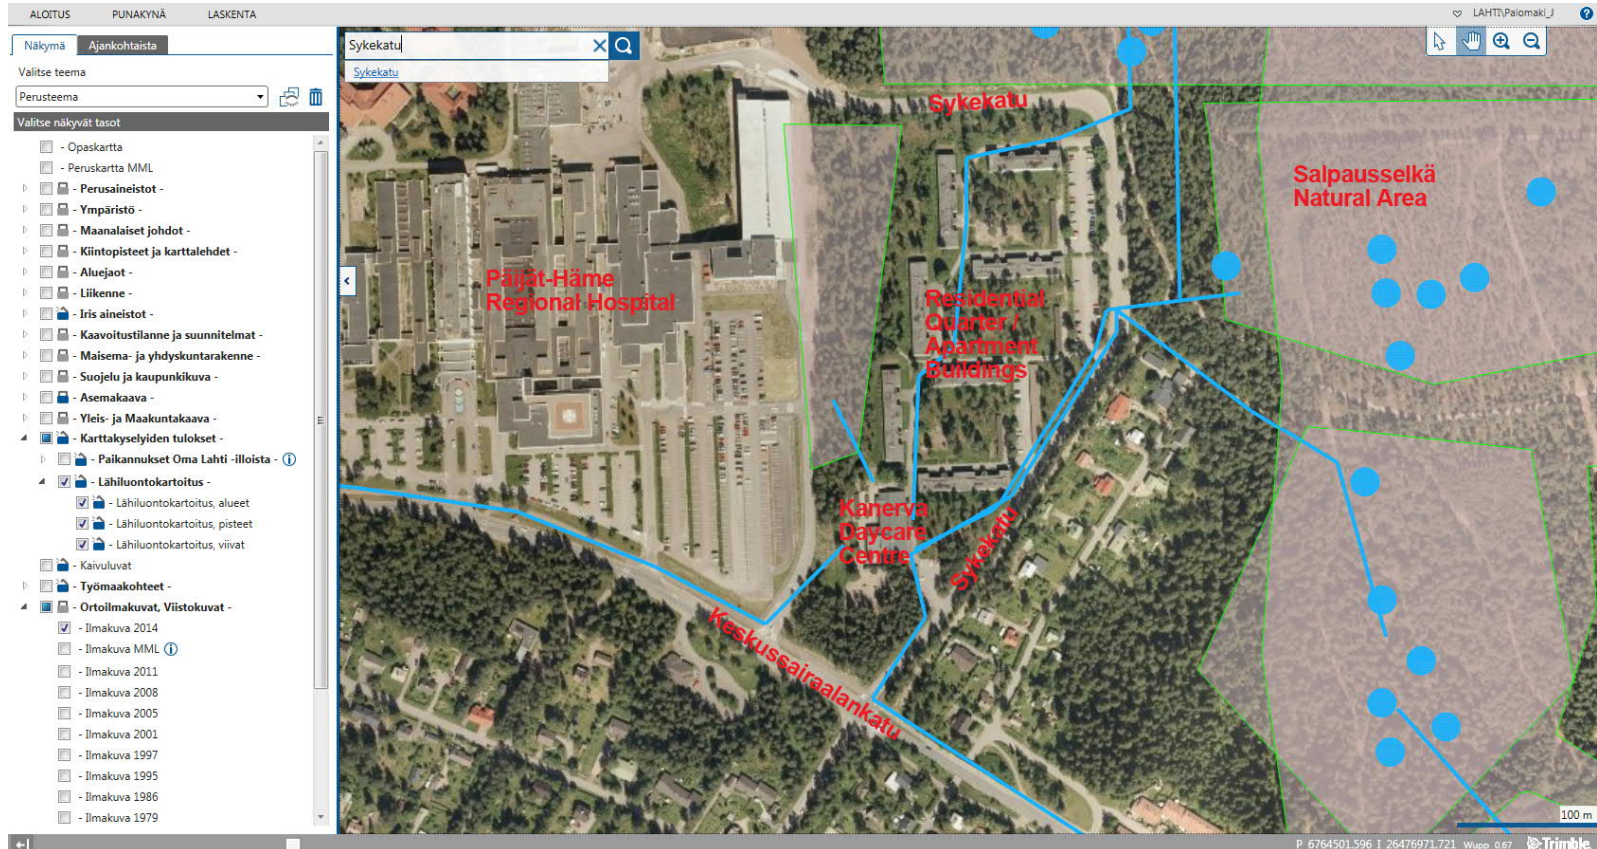 ALOITUS PUNAKYNÄ LASKENTA
LAHTI\Palomaki_J
?
Näkymä Ajankohtaista
Valitse teema
Perusteema
Valitse näkyvät tasot
- Opaskartta
- Peruskartta MML
- Perusaineistot -
- Ympäristö -
- Maanalaiset johdot -
- Kiintopisteet ja karttalehdet -
- Aluejaot -
- Liikenne -
- Iris aineistot -
- Kaavoitustilanne ja suunnitelmat -
- Maisema- ja yhdyskuntarakenne -
- Suojelu ja kaupunkikuva -
- Asemakaava -
- Yleis- ja Maakuntakaava -
- Karttakyselyiden tulokset -
- Paikannukset Oma Lahti -illoista -
- Lähiluontokartoitus -
- Lähiluontokartoitus, alueet
- Lähiluontokartoitus, pisteet
- Lähiluontokartoitus, viivat
- Kaivuluvat
- Työmaakohteet -
- Ortoilmakuvat, Viistokuvat -
- Ilmakuva 2014
- Ilmakuva MML
- Ilmakuva 2011
- Ilmakuva 2008
- Ilmakuva 2005
- Ilmakuva 2001
- Ilmakuva 1997
- Ilmakuva 1995
- Ilmakuva 1986
- Ilmakuva 1979
Sykekatu
Sykekatu
Sykekatu
Salpausselkä
Natural Area
Päijät-Häme
Regional Hospital
Residential
Quarter /
Apartment
Buildings
Kanerva
Daycare
Centre
Sykekatu
Keskussairaalankatu
100 m
P 6764501.596 I 26476971.721 Wupp 0.67 Trimble.